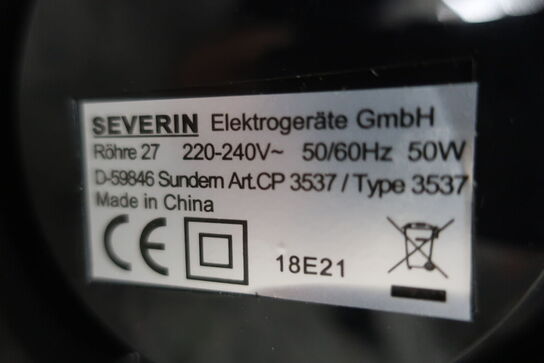 SEVERIN Elektrogeräte GmbH
Röhre 27 220-240V~ 50/60Hz 50W
D-59846 Sundern Art.CP 3537 / Type 3537
Made in China
CE 18E21